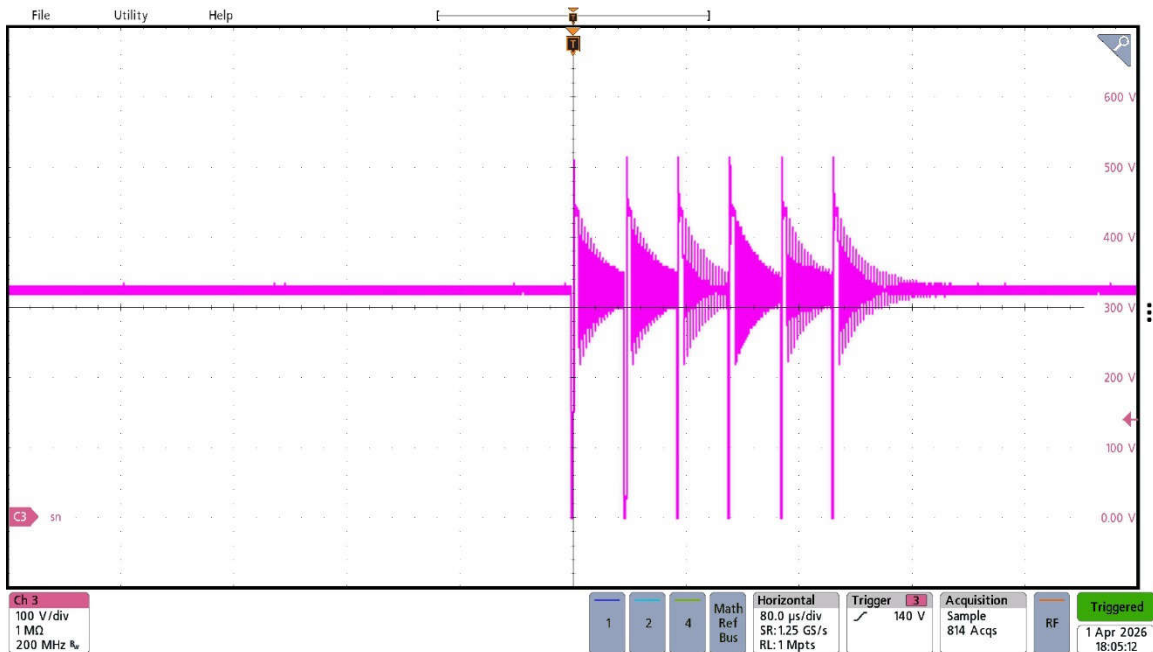 File Utility Help
T
T
600 V
500 V
400 V
300 V
200 V
100 V
C3 sn 0.00 V
Ch 3
100 V/div
1 MΩ
200 MHz Bw
1
2
4
Math
Ref
Bus
Horizontal
80.0 µs/div
SR: 1.25 GS/s
RL: 1 Mpts
Trigger 3
140 V
Acquisition
Sample
814 Acqs
RF
Triggered
1 Apr 2026
18:05:12